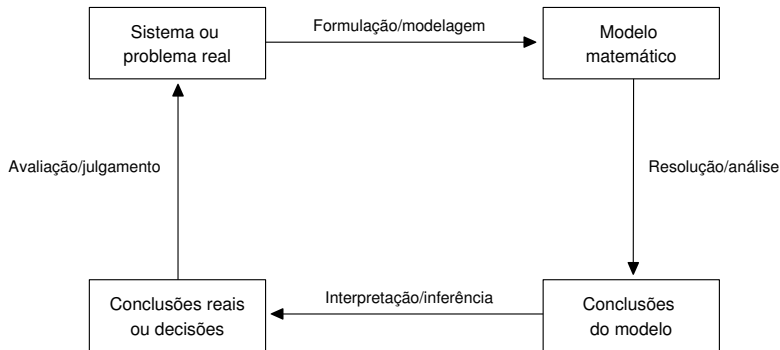 Sistema ou
problema real
Formulação/modelagem
Modelo
matemático
Avaliação/julgamento
Resolução/análise
Conclusões reais
ou decisões
Interpretação/inferência
Conclusões
do modelo